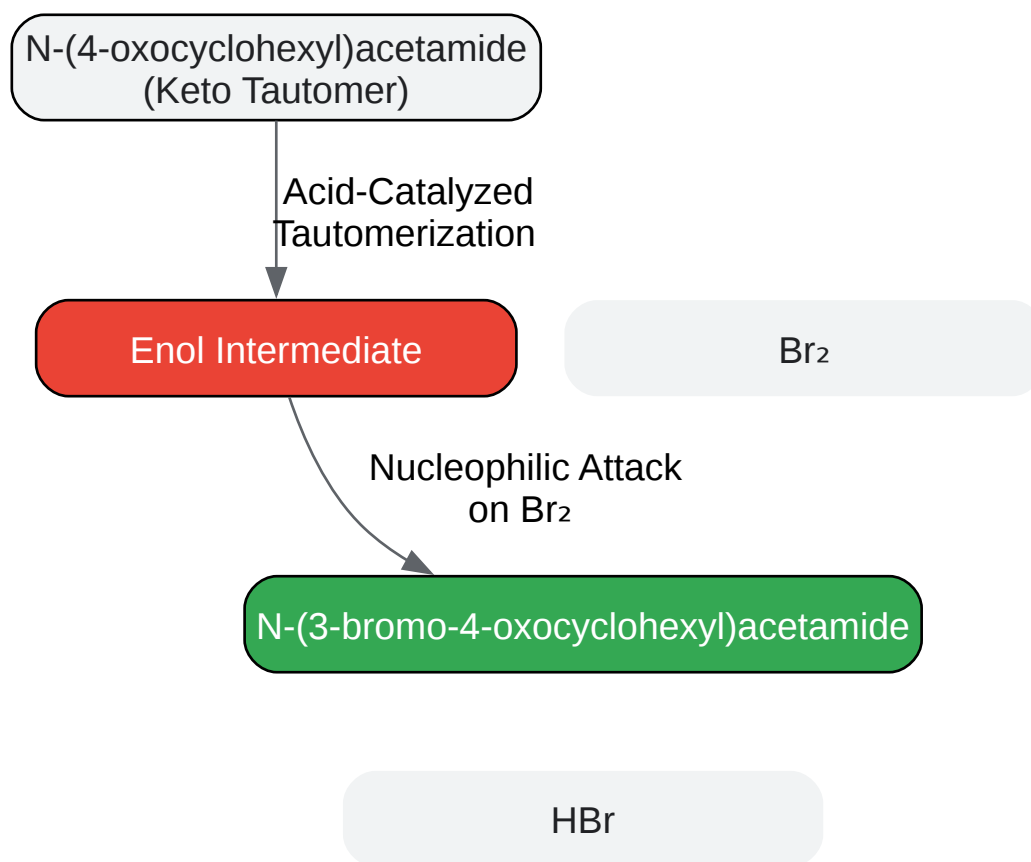 N-(4-oxocyclohexyl)acetamide
(Keto Tautomer)
Acid-Catalyzed
Tautomerization
Enol Intermediate
Br₂
Nucleophilic Attack
on Br₂
N-(3-bromo-4-oxocyclohexyl)acetamide
HBr